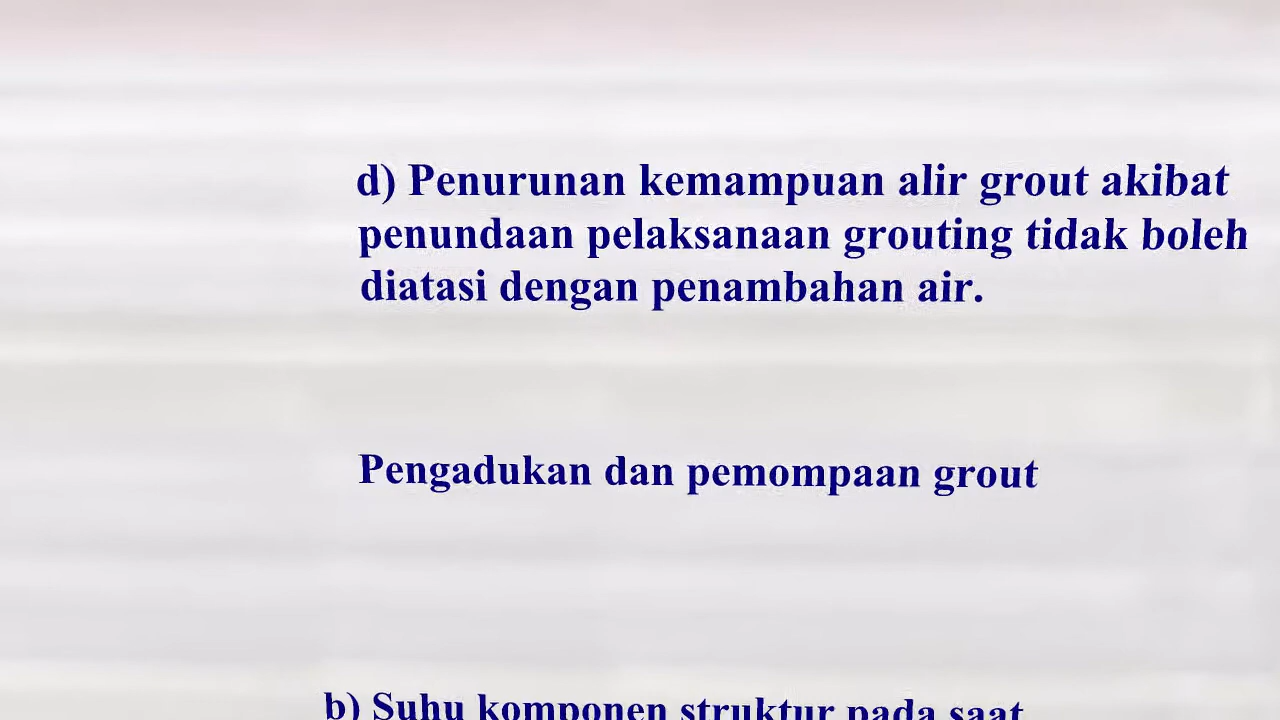 d) Penurunan kemampuan alir grout akibat
penundaan pelaksanaan grouting tidak boleh
diatasi dengan penambahan air.
Pengadukan dan pemompaan grout
b) Suhu komponen struktur pada saat